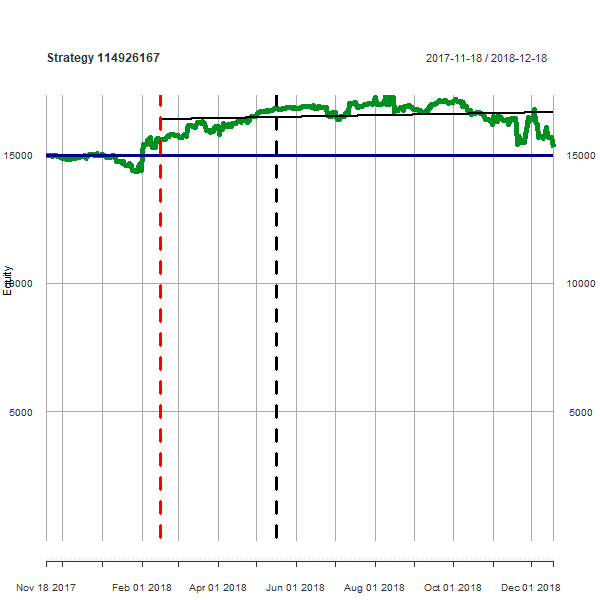 Strategy 114926167 2017-11-18 / 2018-12-18
15000 15000
Equity
10000 10000
5000 5000
Nov 18 2017 Feb 01 2018 Apr 01 2018 Jun 01 2018 Aug 01 2018 Oct 01 2018 Dec 01 2018